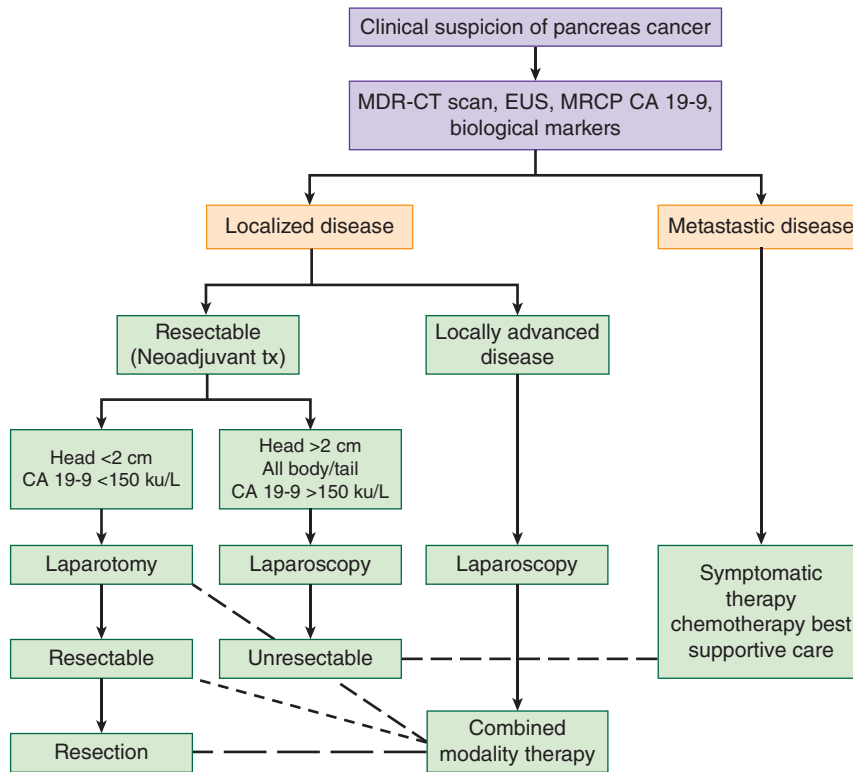 Clinical suspicion of pancreas cancer
MDR-CT scan, EUS, MRCP CA 19-9,
biological markers
Localized disease
Metastastic disease
Resectable
(Neoadjuvant tx)
Locally advanced
disease
Head <2 cm
CA 19-9 <150 ku/L
Head >2 cm
All body/tail
CA 19-9 >150 ku/L
Laparotomy
Laparoscopy
Laparoscopy
Symptomatic
therapy
chemotherapy best
supportive care
Resectable
Unresectable
Resection
Combined
modality therapy